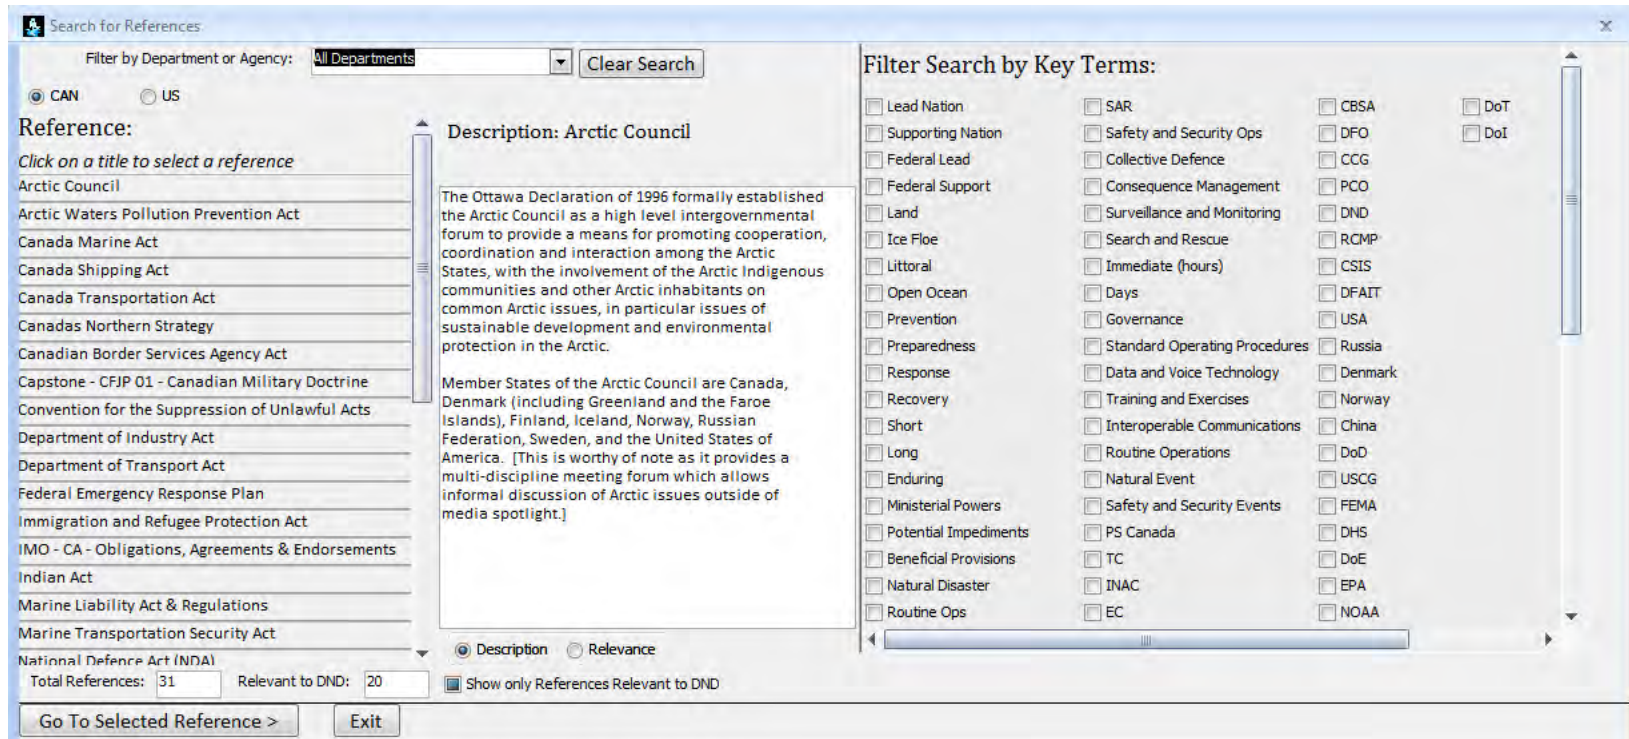 Search for References
Filter by Department or Agency: All Departments Clear Search
CAN US
Reference:
Click on a title to select a reference
Arctic Council
Arctic Waters Pollution Prevention Act
Canada Marine Act
Canada Shipping Act
Canada Transportation Act
Canadas Northern Strategy
Canadian Border Services Agency Act
Capstone - CFJP 01 - Canadian Military Doctrine
Convention for the Suppression of Unlawful Acts
Department of Industry Act
Department of Transport Act
Federal Emergency Response Plan
Immigration and Refugee Protection Act
IMO - CA - Obligations, Agreements & Endorsements
Indian Act
Marine Liability Act & Regulations
Marine Transportation Security Act
National Defence Act (NDA)
Total References: 31 Relevant to DND: 20
Description: Arctic Council
The Ottawa Declaration of 1996 formally established
the Arctic Council as a high level intergovernmental
forum to provide a means for promoting cooperation,
coordination and interaction among the Arctic
States, with the involvement of the Arctic Indigenous
communities and other Arctic inhabitants on
common Arctic issues, in particular issues of
sustainable development and environmental
protection in the Arctic.
Member States of the Arctic Council are Canada,
Denmark (including Greenland and the Faroe
Islands), Finland, Iceland, Norway, Russian
Federation, Sweden, and the United States of
America. [This is worthy of note as it provides a
multi-discipline meeting forum which allows
informal discussion of Arctic issues outside of
media spotlight.]
Description Relevance
Show only References Relevant to DND
Filter Search by Key Terms:
Lead Nation SAR CBSA DoT
Supporting Nation Safety and Security Ops DFO DoI
Federal Lead Collective Defence CCG
Federal Support Consequence Management PCO
Land Surveillance and Monitoring DND
Ice Floe Search and Rescue RCMP
Littoral Immediate (hours) CSIS
Open Ocean Days DFAIT
Prevention Governance USA
Preparedness Standard Operating Procedures Russia
Response Data and Voice Technology Denmark
Recovery Training and Exercises Norway
Short Interoperable Communications China
Long Routine Operations DoD
Enduring Natural Event USCG
Ministerial Powers Safety and Security Events FEMA
Potential Impediments PS Canada DHS
Beneficial Provisions TC DoE
Natural Disaster INAC EPA
Routine Ops EC NOAA
Go To Selected Reference > Exit